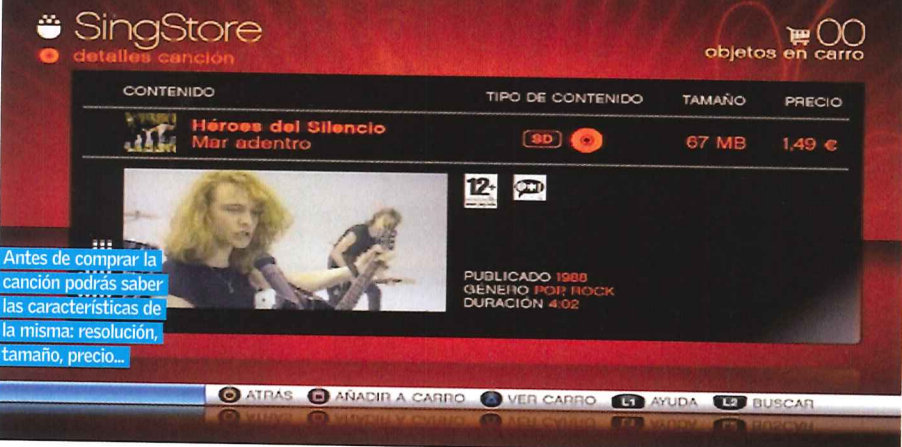 SingStore
detalles canción
00
objetos en carro
CONTENIDO TIPO DE CONTENIDO TAMAÑO PRECIO
Héroes del Silencio
Mar adentro
SD 67 MB 1,49 €
12+
PUBLICADO 1988
GÉNERO POP ROCK
DURACIÓN 4:02
Antes de comprar la
canción podrás saber
las características de
la misma: resolución,
tamaño, precio...
ATRÁS AÑADIR A CARRO VER CARRO L1 AYUDA L2 BUSCAR